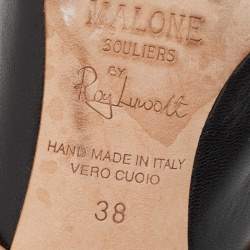 MALONE
SOULIERS
BY
Roy Luwolt
HAND MADE IN ITALY
VERO CUOIO
38